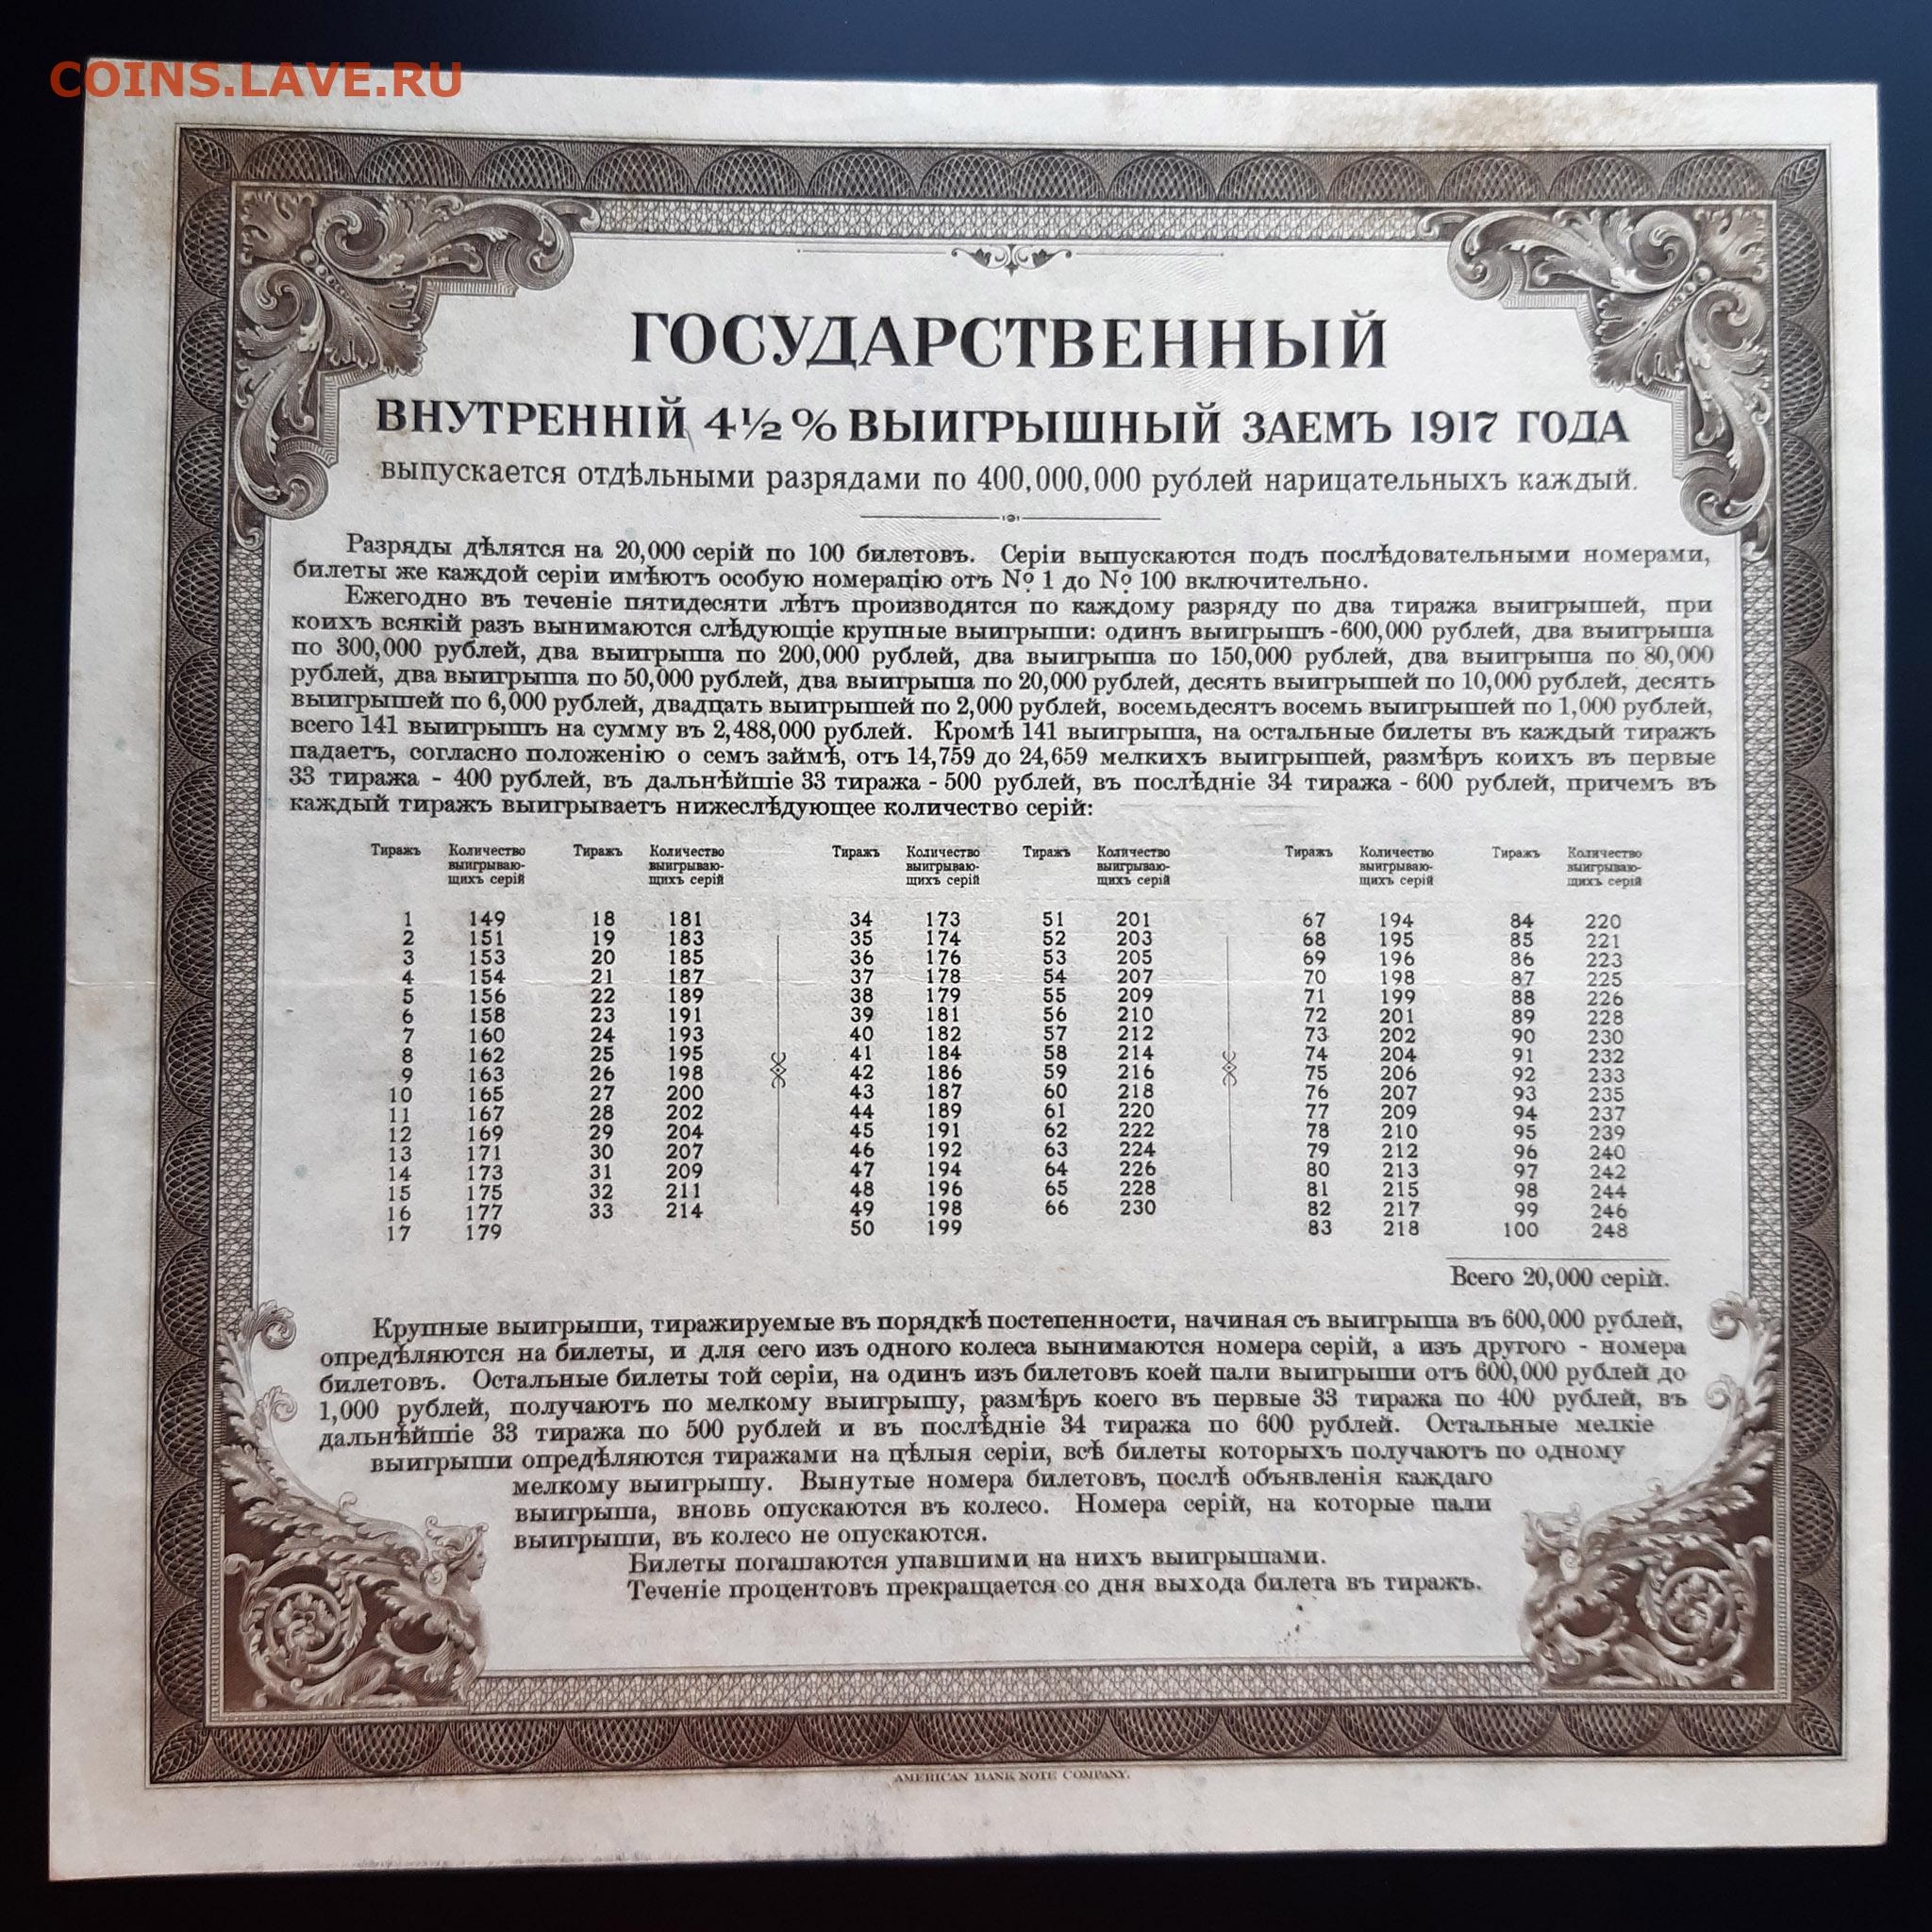 COINS.LAVE.RU
ГОСУДАРСТВЕННЫЙ
ВНУТРЕННІЙ 4½% ВЫИГРЫШНЫЙ ЗАЕМЪ 1917 ГОДА
выпускается отдѣльными разрядами по 400,000,000 рублей нарицательныхъ каждый.
Разряды дѣлятся на 20,000 серій по 100 билетовъ. Серіи выпускаются подъ послѣдовательными номерами,
билеты же каждой серіи имѣютъ особую номерацію отъ № 1 до № 100 включительно.
Ежегодно въ теченіе пятидесяти лѣтъ производятся по каждому разряду по два тиража выигрышей, при
коихъ всякій разъ вынимаются слѣдующіе крупные выигрыши: одинъ выигрышъ - 600,000 рублей, два выигрыша
по 300,000 рублей, два выигрыша по 200,000 рублей, два выигрыша по 150,000 рублей, два выигрыша по 80,000
рублей, два выигрыша по 50,000 рублей, два выигрыша по 20,000 рублей, десять выигрышей по 10,000 рублей, десять
выигрышей по 6,000 рублей, двадцать выигрышей по 2,000 рублей, восемьдесятъ восемь выигрышей по 1,000 рублей,
всего 141 выигрышъ на сумму въ 2,488,000 рублей. Кромѣ 141 выигрыша, на остальные билеты въ каждый тиражъ
падаетъ, согласно положенію о семъ займѣ, отъ 14,759 до 24,659 мелкихъ выигрышей, размѣръ коихъ въ первые
33 тиража - 400 рублей, въ дальнѣйшіе 33 тиража - 500 рублей, въ послѣдніе 34 тиража - 600 рублей, причемъ въ
каждый тиражъ выигрываетъ нижеслѣдующее количество серій:
Тиражъ Количество Тиражъ Количество Тиражъ Количество Тиражъ Количество Тиражъ Количество Тиражъ Количество
выигрываю- выигрываю- выигрываю- выигрываю- выигрываю- выигрываю-
щихъ серій щихъ серій щихъ серій щихъ серій щихъ серій щихъ серій
1 149 18 181 34 173 51 201 67 194 84 220
2 151 19 183 35 174 52 203 68 195 85 221
3 153 20 185 36 176 53 205 69 196 86 223
4 154 21 187 37 178 54 207 70 198 87 225
5 156 22 189 38 179 55 209 71 199 88 226
6 158 23 191 39 181 56 210 72 201 89 228
7 160 24 193 40 182 57 212 73 202 90 230
8 162 25 195 41 184 58 214 74 204 91 232
9 163 26 198 42 186 59 216 75 206 92 233
10 165 27 200 43 187 60 218 76 207 93 235
11 167 28 202 44 189 61 220 77 209 94 237
12 169 29 204 45 191 62 222 78 210 95 239
13 171 30 207 46 192 63 224 79 212 96 240
14 173 31 209 47 194 64 226 80 213 97 242
15 175 32 211 48 196 65 228 81 215 98 244
16 177 33 214 49 198 66 230 82 217 99 246
17 179 50 199 83 218 100 248
Всего 20,000 серій.
Крупные выигрыши, тиражируемые въ порядкѣ постепенности, начиная съ выигрыша въ 600,000 рублей,
опредѣляются на билеты, и для сего изъ одного колеса вынимаются номера серій, а изъ другого - номера
билетовъ. Остальные билеты той серіи, на одинъ изъ билетовъ коей пали выигрыши отъ 600,000 рублей до
1,000 рублей, получаютъ по мелкому выигрышу, размѣръ коего въ первые 33 тиража по 400 рублей, въ
дальнѣйшіе 33 тиража по 500 рублей и въ послѣдніе 34 тиража по 600 рублей. Остальные мелкіе
выигрыши опредѣляются тиражами на цѣлыя серіи, всѣ билеты которыхъ получаютъ по одному
мелкому выигрышу. Вынутые номера билетовъ, послѣ объявленія каждаго
выигрыша, вновь опускаются въ колесо. Номера серій, на которые пали
выигрыши, въ колесо не опускаются.
Билеты погашаются упавшими на нихъ выигрышами.
Теченіе процентовъ прекращается со дня выхода билета въ тиражъ.
AMERICAN BANK NOTE COMPANY.